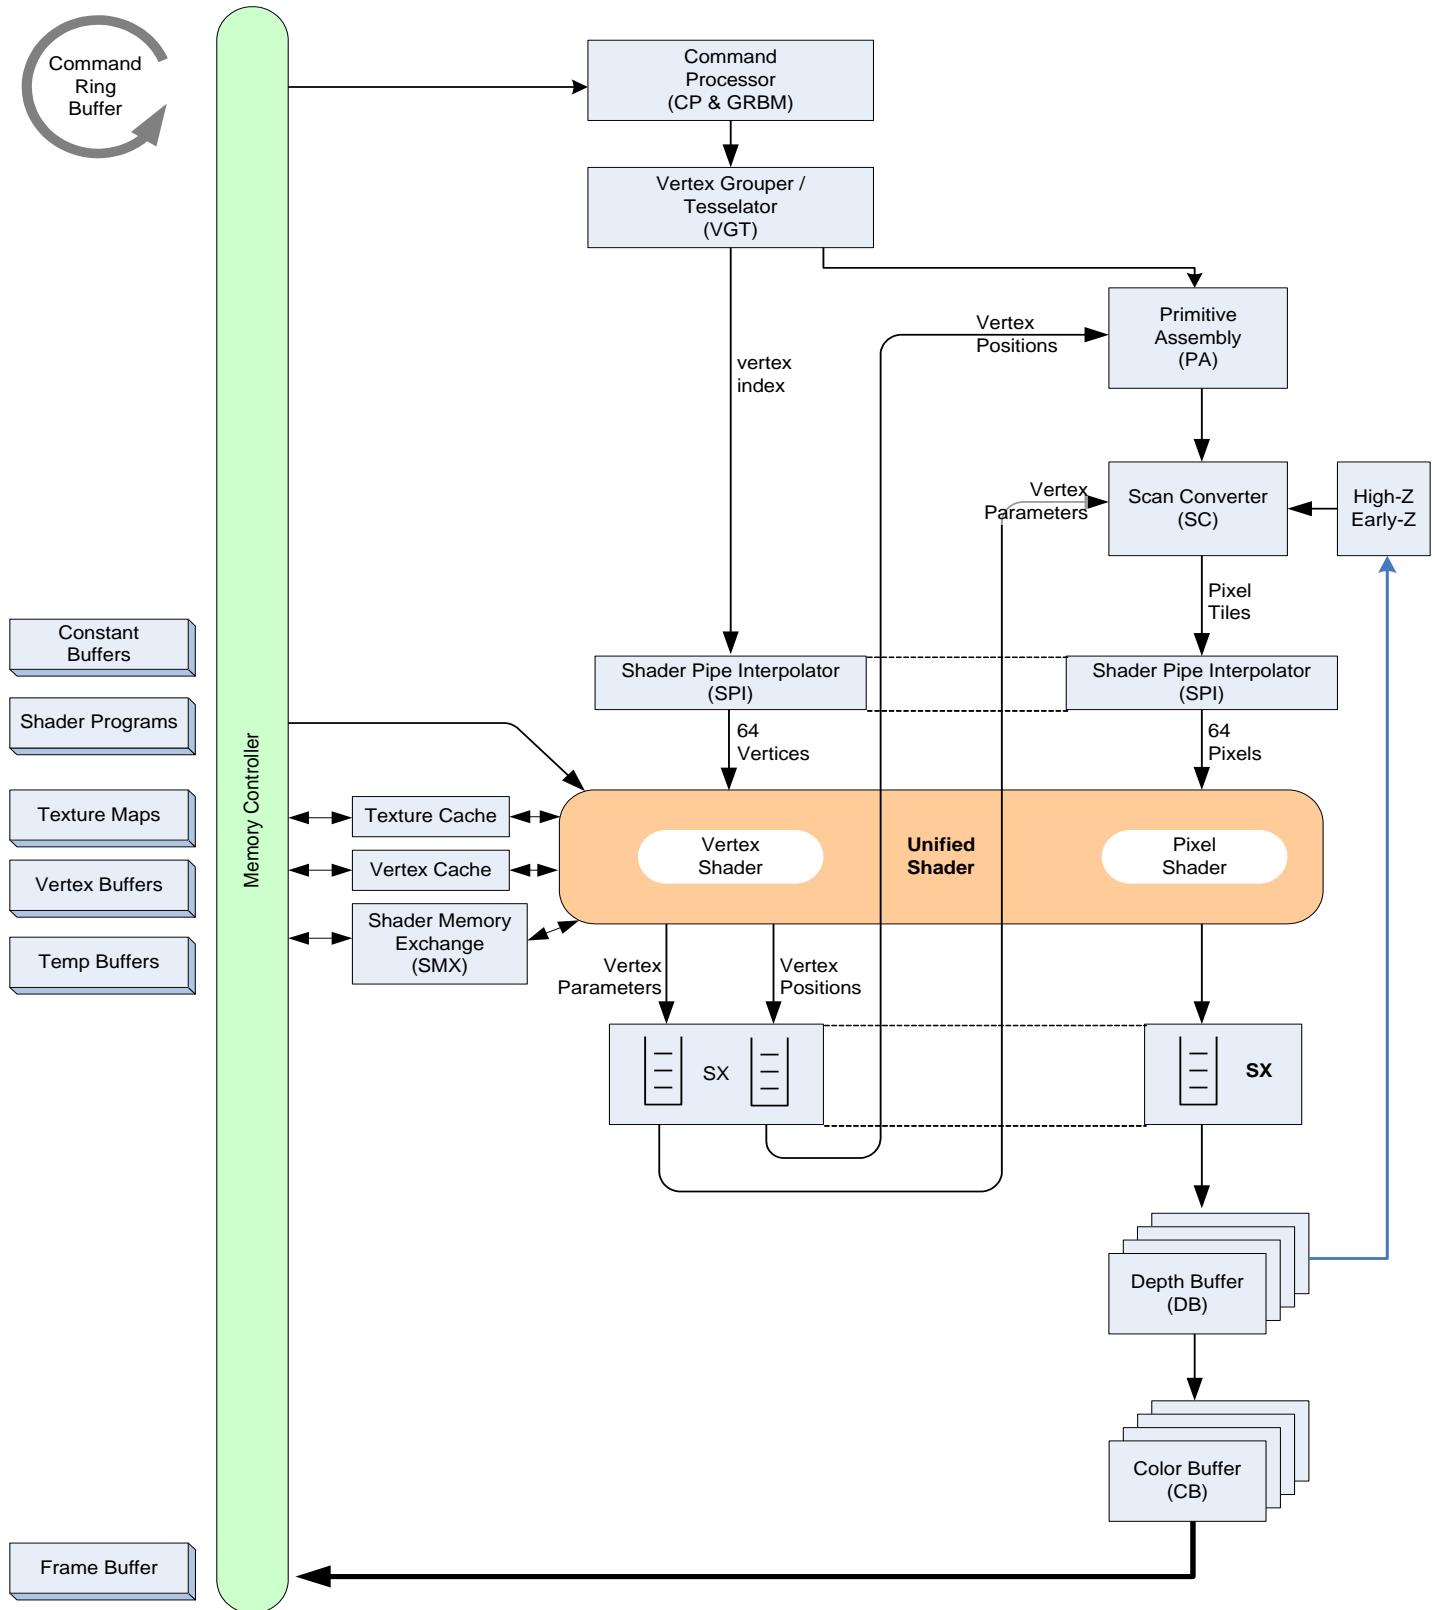 Command
Ring
Buffer
Command
Processor
(CP & GRBM)
Vertex Grouper /
Tesselator
(VGT)
Primitive
Assembly
(PA)
Vertex
Positions
vertex
index
Vertex
Parameters
Scan Converter
(SC)
High-Z
Early-Z
Pixel
Tiles
Constant
Buffers
Shader Pipe Interpolator
(SPI)
Shader Pipe Interpolator
(SPI)
Shader Programs
64
Vertices
64
Pixels
Memory Controller
Texture Maps
Texture Cache
Vertex
Shader
Unified
Shader
Pixel
Shader
Vertex Buffers
Vertex Cache
Shader Memory
Exchange
(SMX)
Temp Buffers
Vertex
Parameters
Vertex
Positions
SX
SX
Depth Buffer
(DB)
Color Buffer
(CB)
Frame Buffer